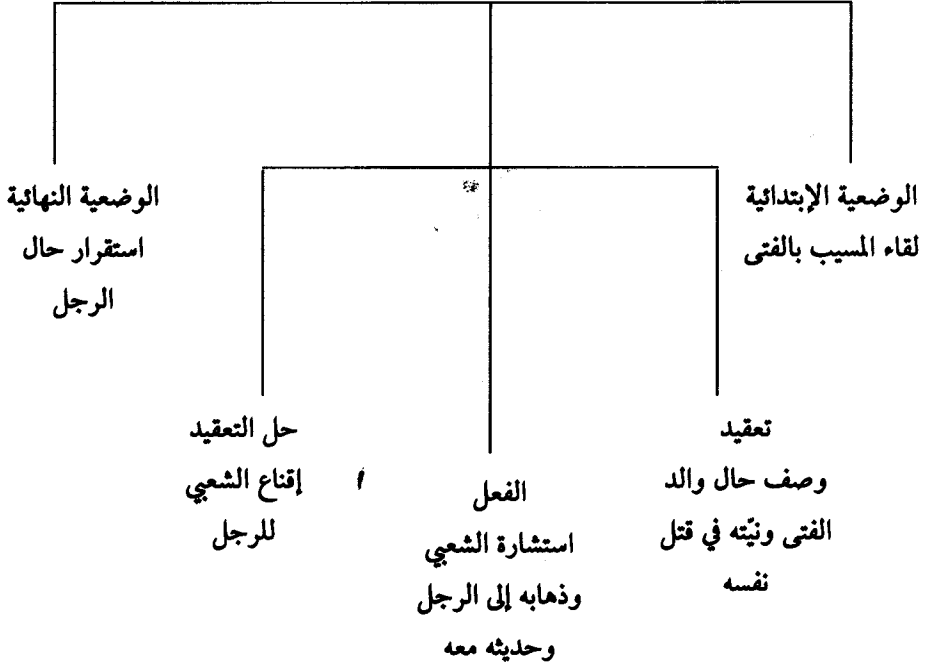 الوضعية الإبتدائية
لقاء المسيب بالفتى
تعقيد
وصف حال والد
الفتى ونيّته في قتل
نفسه
الفعل
استشارة الشعبي
وذهابه إلى الرجل
وحديثه معه
حل التعقيد
إقناع الشعبي
للرجل
الوضعية النهائية
استقرار حال
الرجل